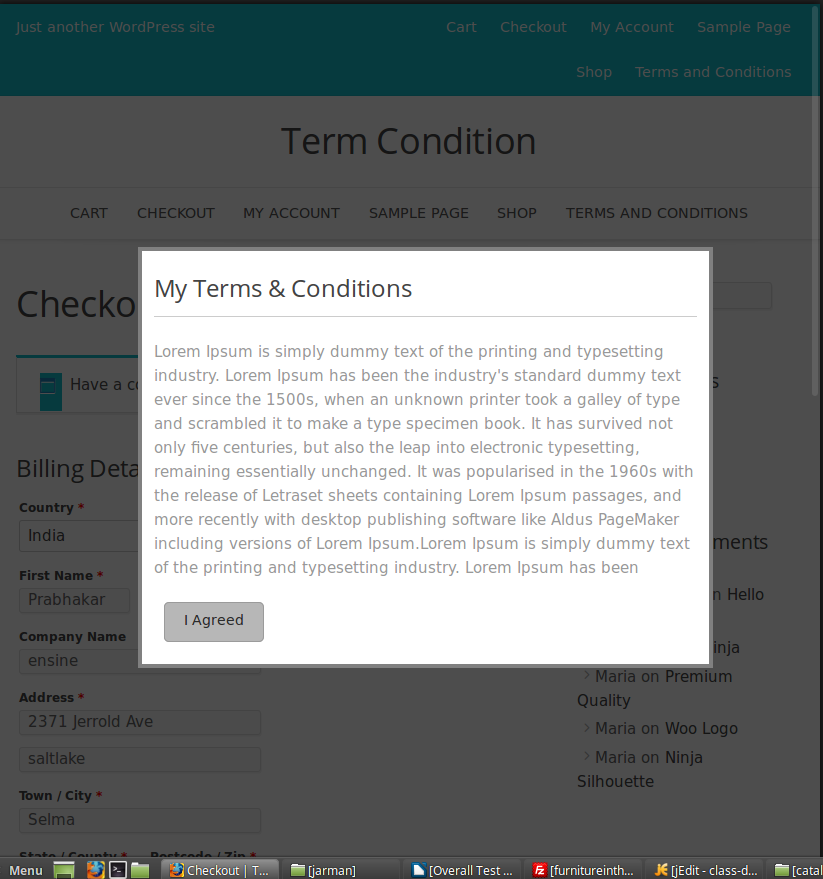 Just another WordPress site
Cart Checkout My Account Sample Page
Shop Terms and Conditions
Term Condition
CART CHECKOUT MY ACCOUNT SAMPLE PAGE SHOP TERMS AND CONDITIONS
Checko
Have a co
Billing Deta
Country *
India
First Name *
Prabhakar
Company Name
ensine
Address *
2371 Jerrold Ave
saltlake
Town / City *
Selma
State / County * Postcode / Zip *
My Terms & Conditions
Lorem Ipsum is simply dummy text of the printing and typesetting
industry. Lorem Ipsum has been the industry's standard dummy text
ever since the 1500s, when an unknown printer took a galley of type
and scrambled it to make a type specimen book. It has survived not
only five centuries, but also the leap into electronic typesetting,
remaining essentially unchanged. It was popularised in the 1960s with
the release of Letraset sheets containing Lorem Ipsum passages, and
more recently with desktop publishing software like Aldus PageMaker
including versions of Lorem Ipsum.Lorem Ipsum is simply dummy text
of the printing and typesetting industry. Lorem Ipsum has been
I Agreed
s
ments
n Hello
inja
Maria on Premium
Quality
Maria on Woo Logo
Maria on Ninja
Silhouette
Menu Checkout | T... [jarman] [Overall Test ... [furnitureinth... [jEdit - class-d... [catal